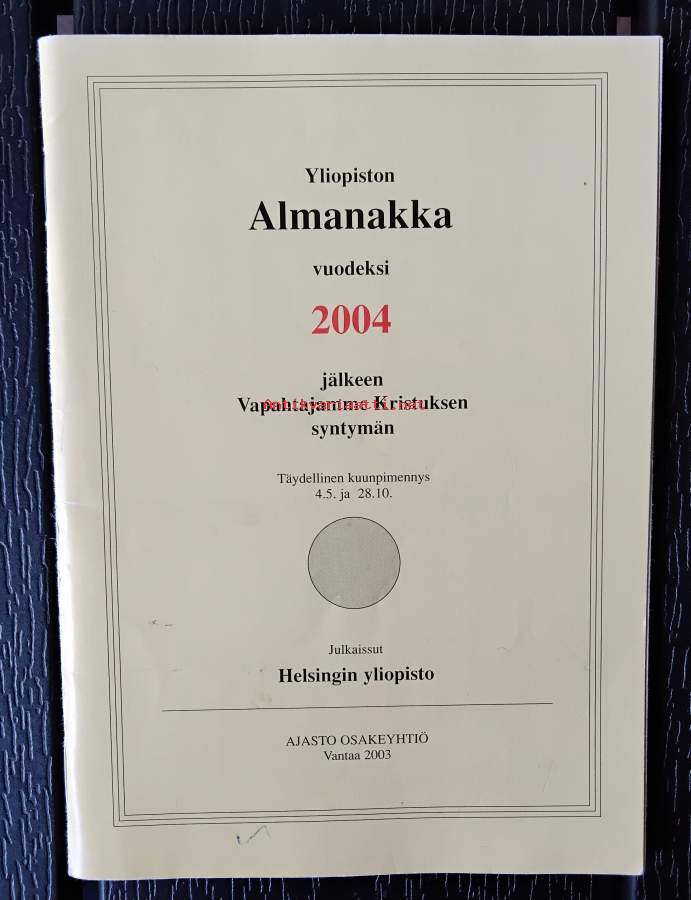 Yliopiston
Almanakka
vuodeksi
2004
jälkeen
Vapahtajamme Kristuksen
syntymän
Täydellinen kuunpimennys
4.5. ja 28.10.
Julkaissut
Helsingin yliopisto
AJASTO OSAKEYHTIÖ
Vantaa 2003